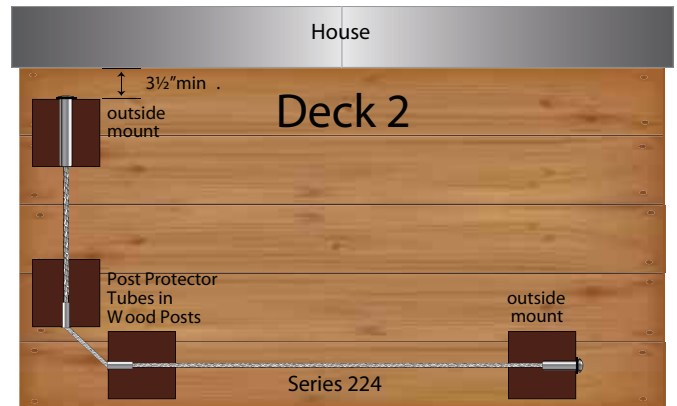 House
3½"min .
outside
mount
Deck 2
Post Protector
Tubes in
Wood Posts
outside
mount
Series 224